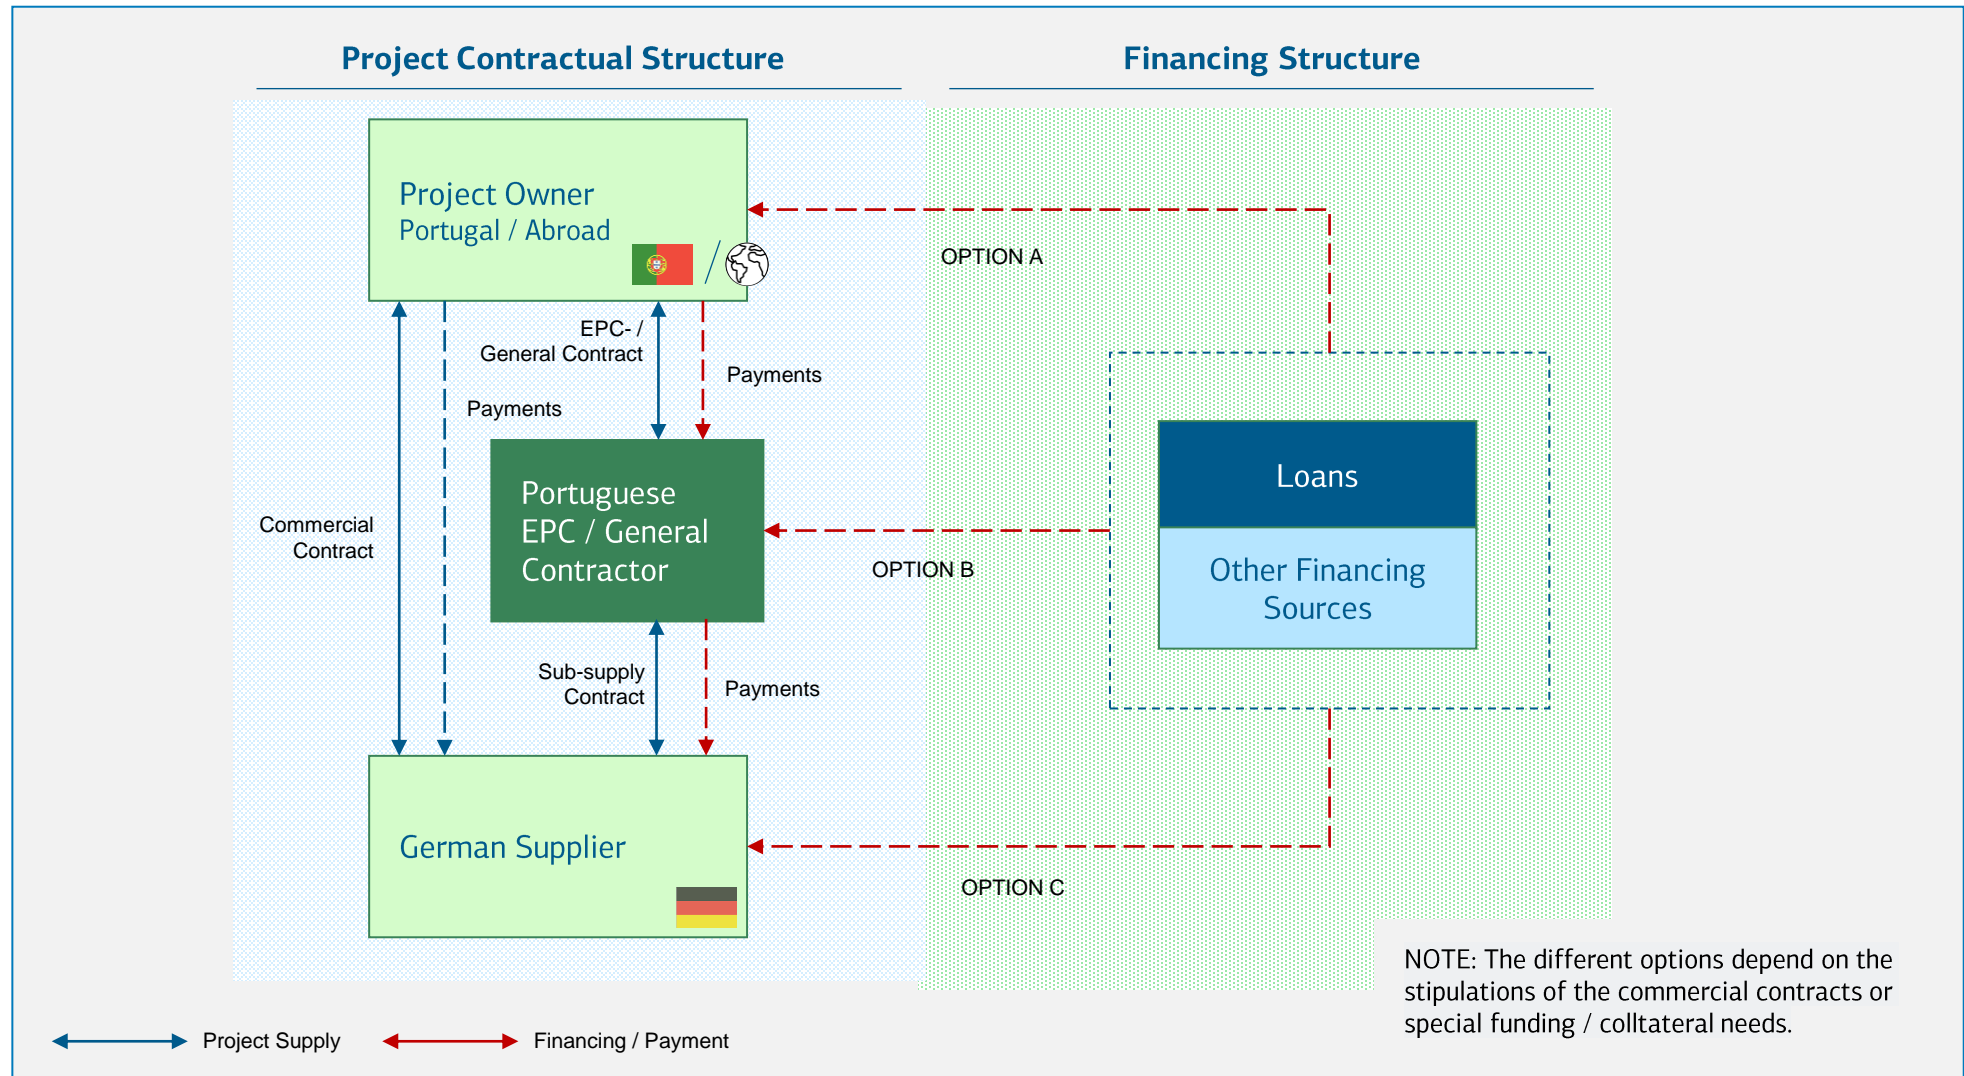 Project Contractual Structure
Financing Structure
Project Owner
Portugal / Abroad
OPTION A
EPC- /
General Contract
Payments
Payments
Portuguese
EPC / General
Contractor
Commercial
Contract
OPTION B
Loans
Other Financing
Sources
Sub-supply
Contract
Payments
German Supplier
OPTION C
NOTE: The different options depend on the
stipulations of the commercial contracts or
special funding / colltateral needs.
Project Supply
Financing / Payment